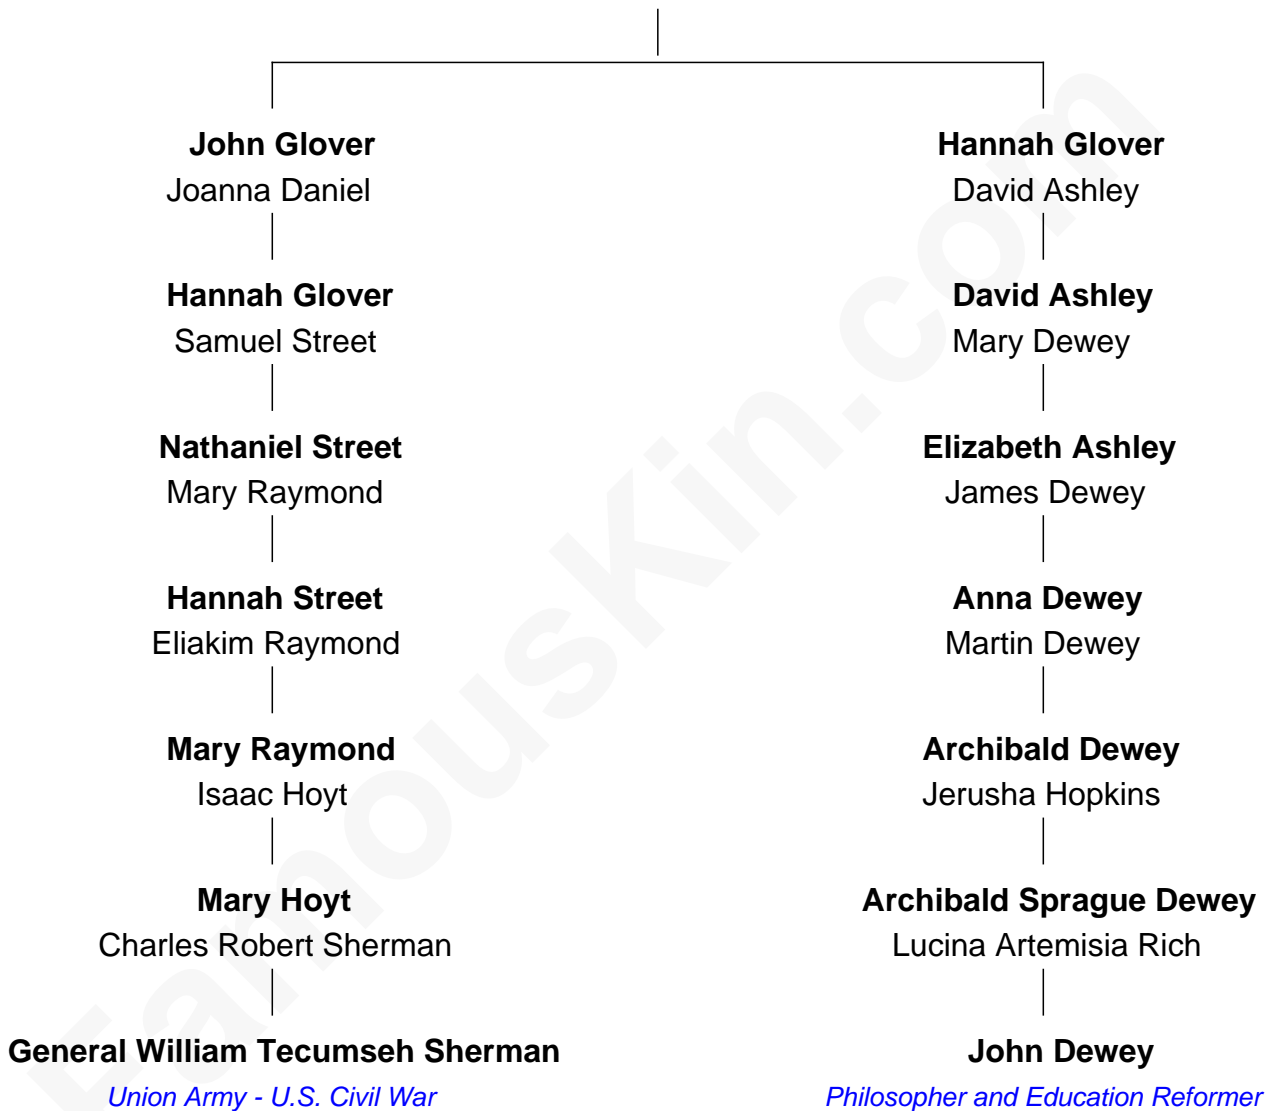 John Glover
Joanna Daniel
Hannah Glover
Samuel Street
Nathaniel Street
Mary Raymond
Hannah Street
Eliakim Raymond
Mary Raymond
Isaac Hoyt
Mary Hoyt
Charles Robert Sherman
General William Tecumseh Sherman
Union Army - U.S. Civil War
Hannah Glover
David Ashley
David Ashley
Mary Dewey
Elizabeth Ashley
James Dewey
Anna Dewey
Martin Dewey
Archibald Dewey
Jerusha Hopkins
Archibald Sprague Dewey
Lucina Artemisia Rich
John Dewey
Philosopher and Education Reformer
FamousKin.com